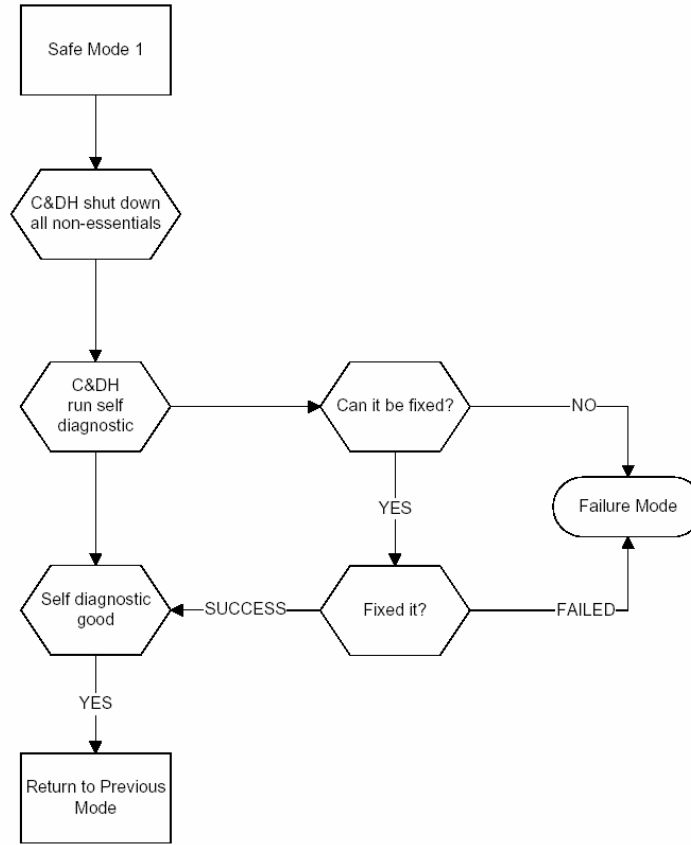 Safe Mode 1
C&DH shut down
all non-essentials
C&DH
run self
diagnostic
Can it be fixed?
NO
Failure Mode
YES
Self diagnostic
good
SUCCESS
Fixed it?
FAILED
YES
Return to Previous
Mode